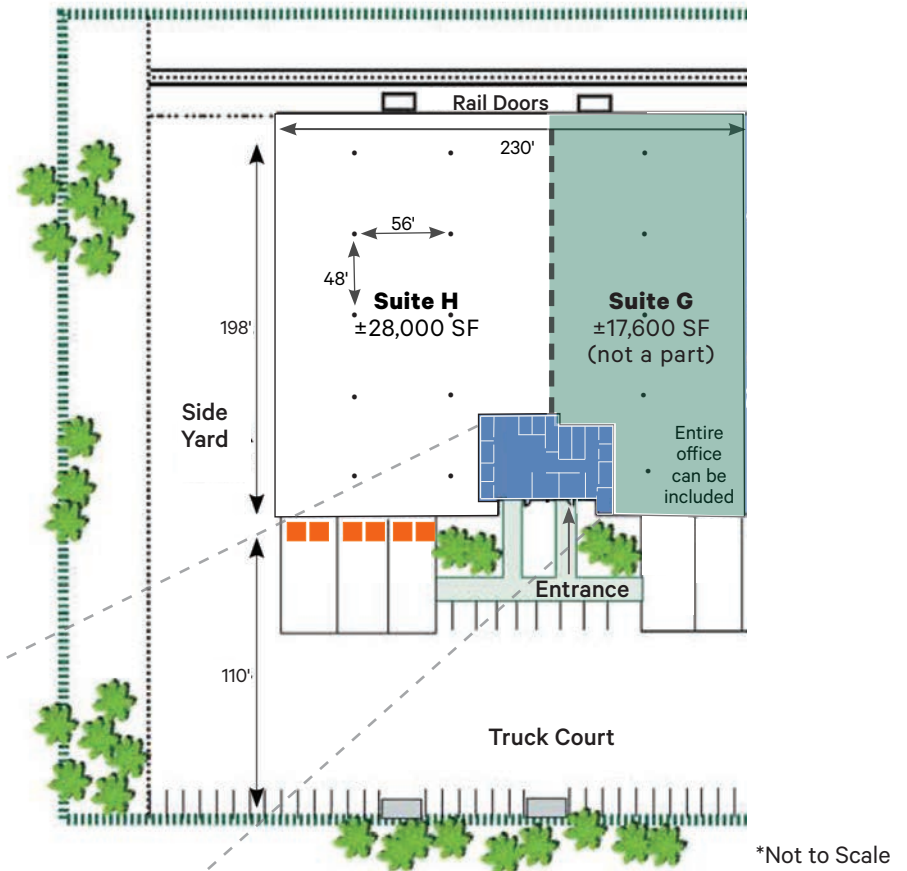 Rail Doors
230'
56'
48'
Suite H
±28,000 SF
Suite G
±17,600 SF
(not a part)
198'
Side
Yard
Entire
office
can be
included
Entrance
110'
Truck Court
*Not to Scale